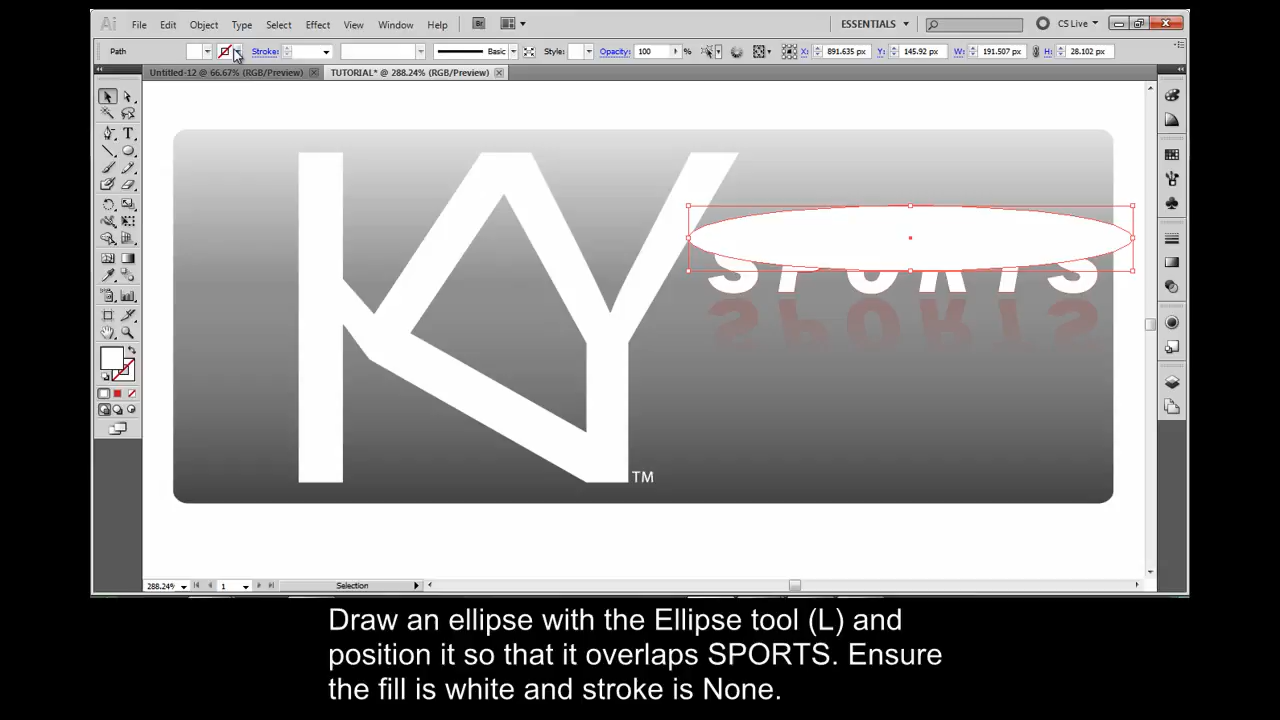 Ai File Edit Object Type Select Effect View Window Help Br ESSENTIALS CS Live
Path Stroke: Basic Style: Opacity: 100 % X: 891.635 px Y: 145.92 px W: 191.507 px H: 28.102 px
Untitled-12 @ 66.67% (RGB/Preview) TUTORIAL* @ 288.24% (RGB/Preview)
KAY
SPORTS
TM
288.24% 1 Selection
Draw an ellipse with the Ellipse tool (L) and
position it so that it overlaps SPORTS. Ensure
the fill is white and stroke is None.